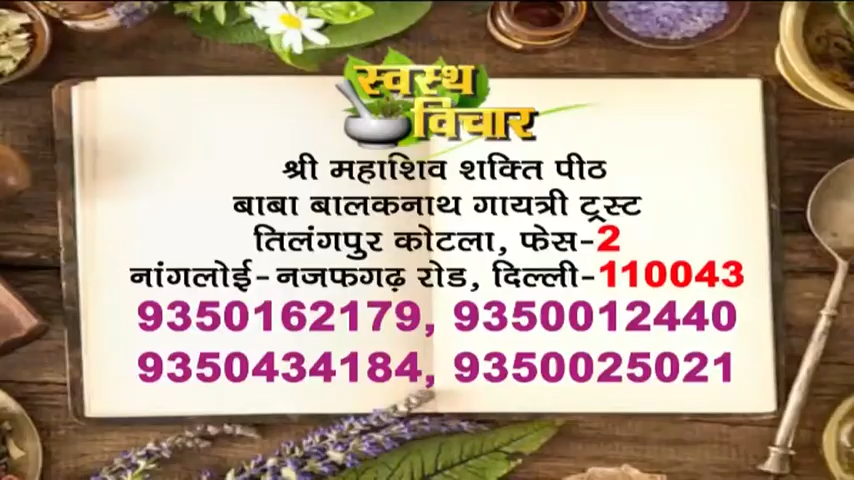 स्वस्थ
विचार
श्री महाशिव शक्ति पीठ
बाबा बालकनाथ गायत्री ट्रस्ट
तिलंगपुर कोटला, फेस-2
नांगलोई-नजफगढ़ रोड, दिल्ली-110043
9350162179, 9350012440
9350434184, 9350025021